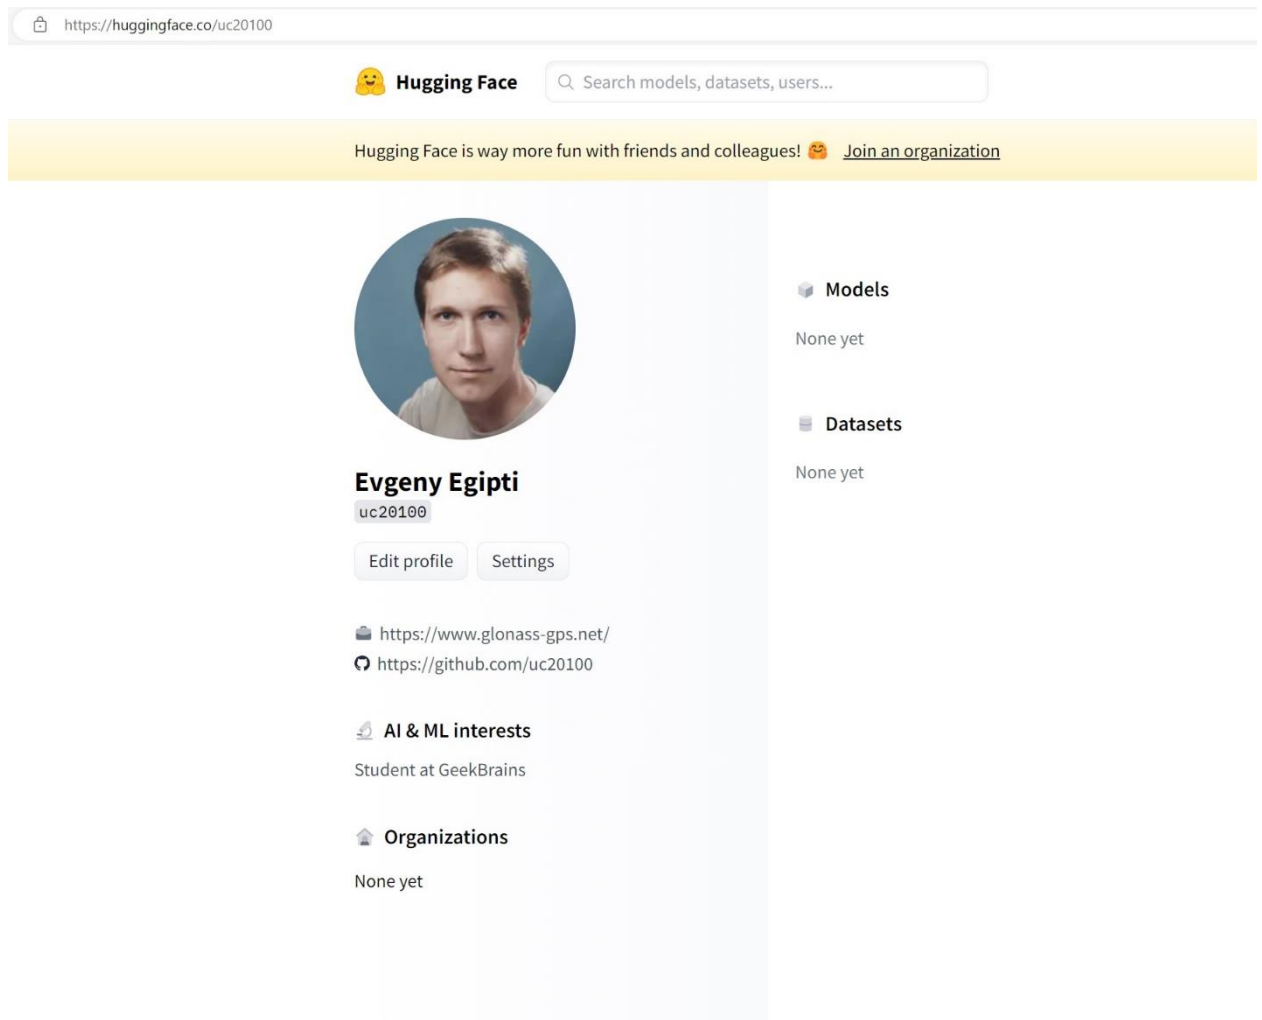 https://huggingface.co/uc20100
Hugging Face
Search models, datasets, users...
Hugging Face is way more fun with friends and colleagues! 🤗 Join an organization
Evgeny Egipti
uc20100
Edit profile
Settings
https://www.glonass-gps.net/
https://github.com/uc20100
AI & ML interests
Student at GeekBrains
Organizations
None yet
Models
None yet
Datasets
None yet